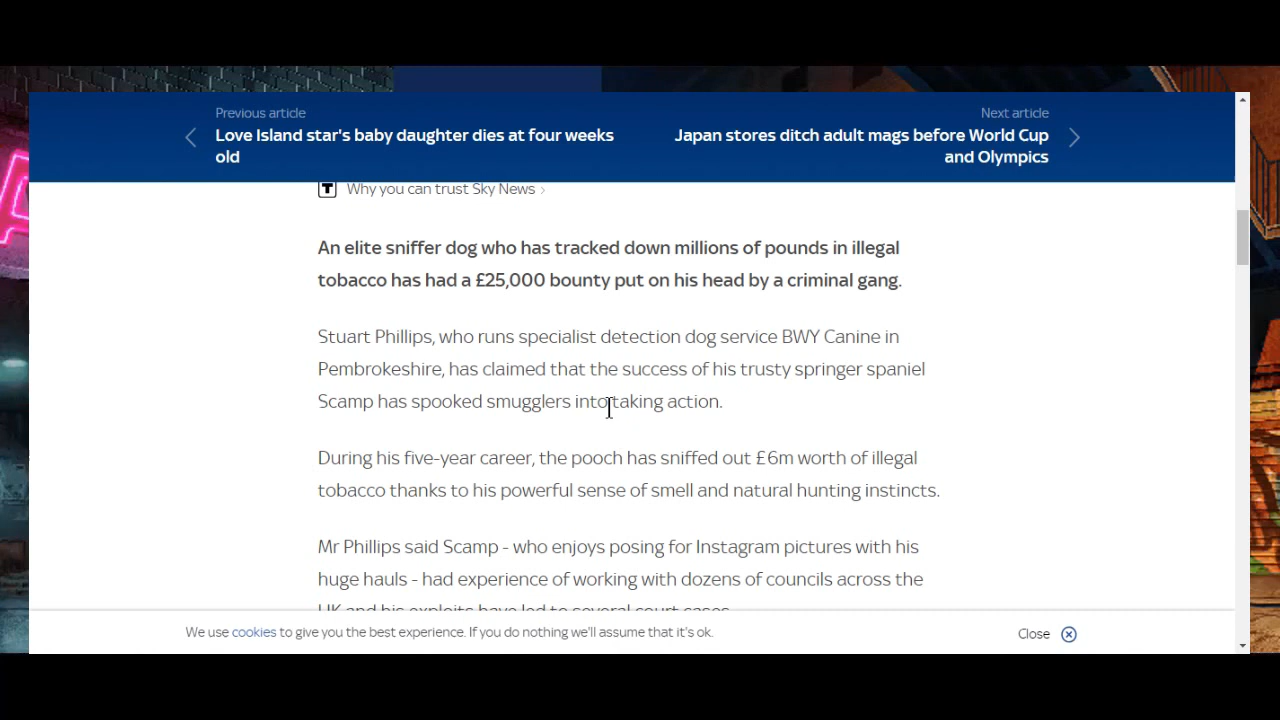 Previous article
Love Island star's baby daughter dies at four weeks
old
Next article
Japan stores ditch adult mags before World Cup
and Olympics
T Why you can trust Sky News >
An elite sniffer dog who has tracked down millions of pounds in illegal
tobacco has had a £25,000 bounty put on his head by a criminal gang.
Stuart Phillips, who runs specialist detection dog service BWY Canine in
Pembrokeshire, has claimed that the success of his trusty springer spaniel
Scamp has spooked smugglers into taking action.
During his five-year career, the pooch has sniffed out £6m worth of illegal
tobacco thanks to his powerful sense of smell and natural hunting instincts.
Mr Phillips said Scamp - who enjoys posing for Instagram pictures with his
huge hauls - had experience of working with dozens of councils across the
UK and his exploits have led to several court cases.
We use cookies to give you the best experience. If you do nothing we'll assume that it's ok.
Close